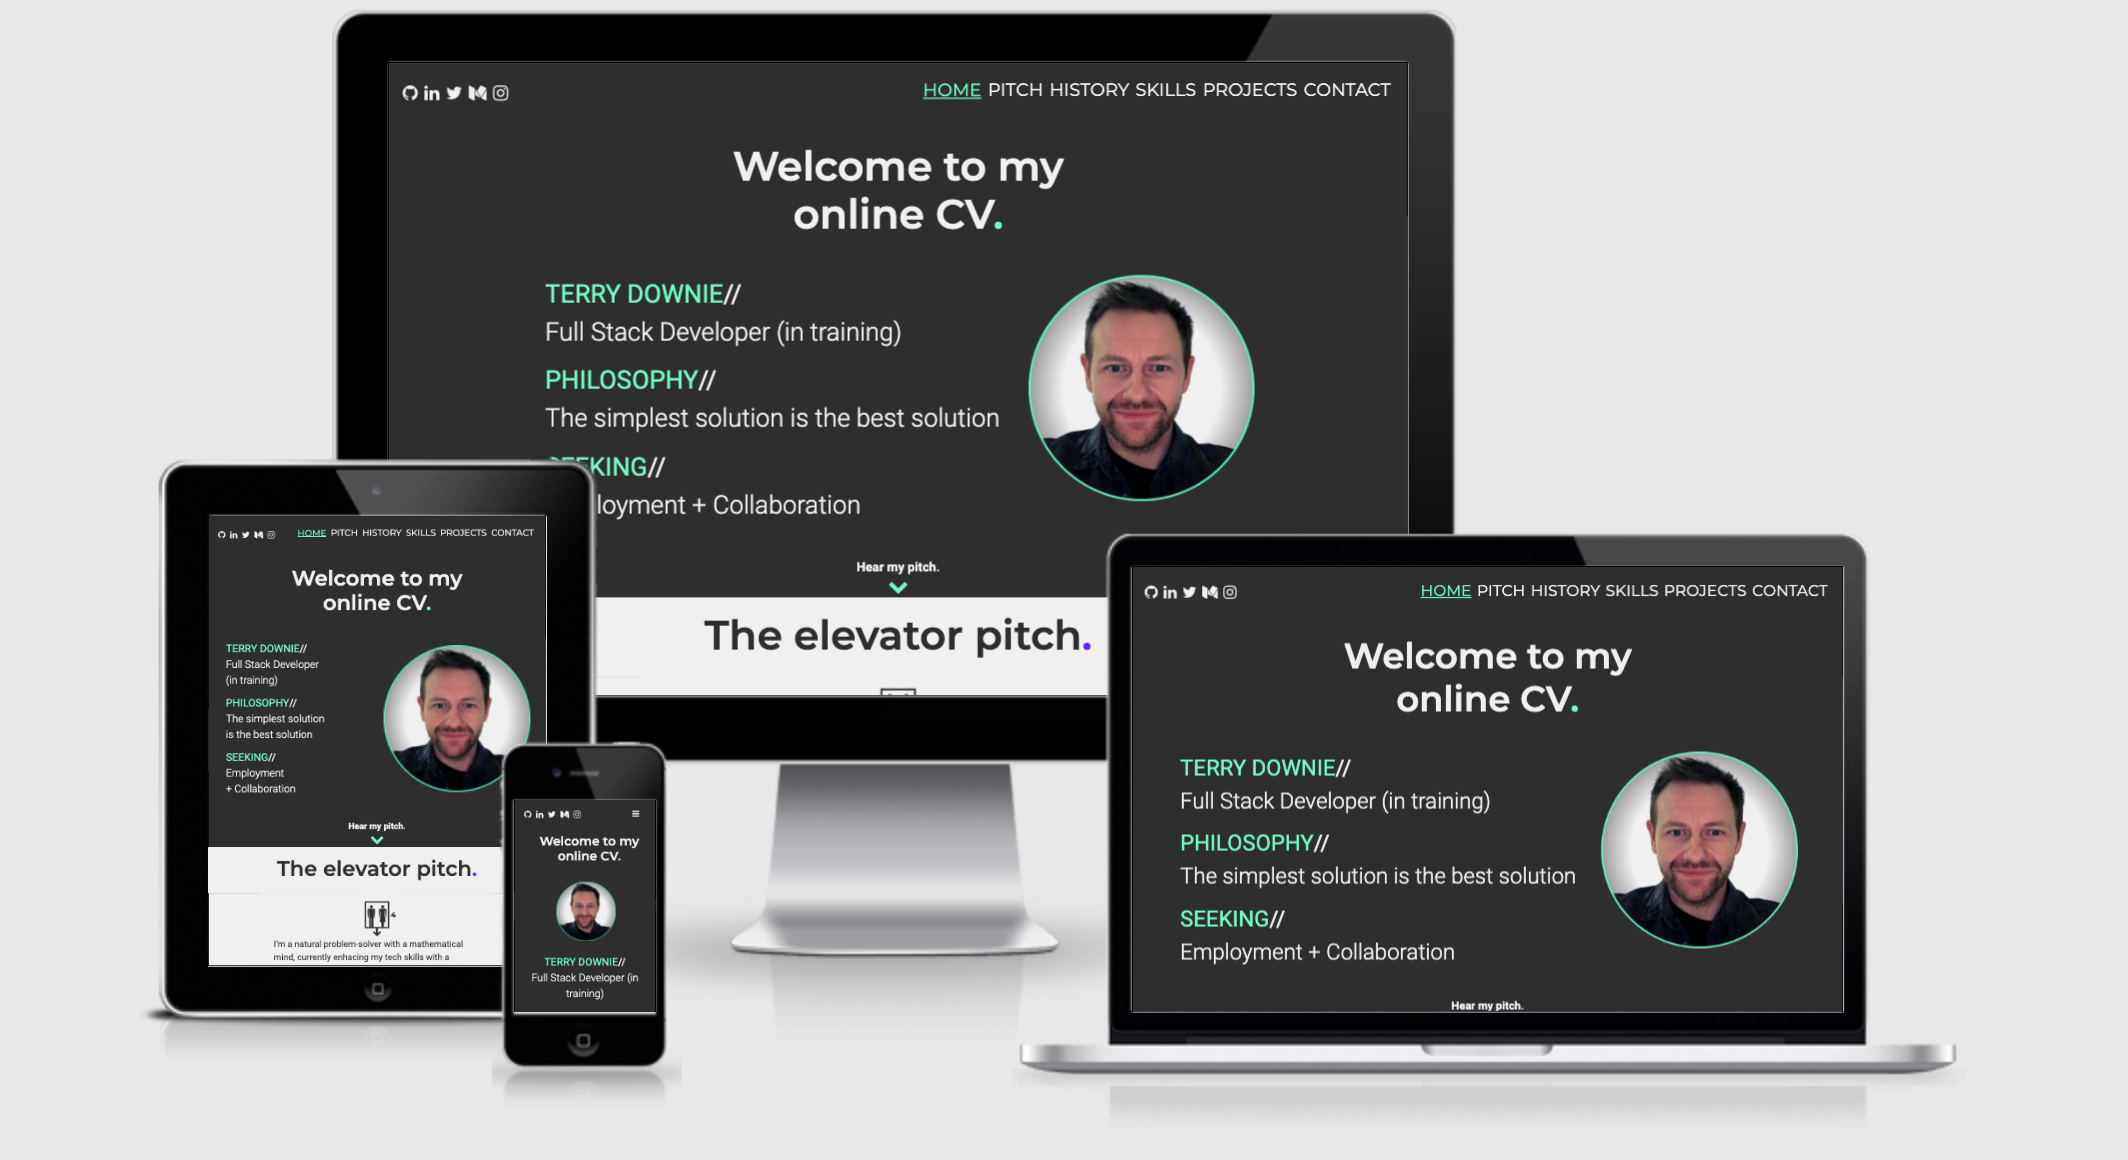 HOME PITCH HISTORY SKILLS PROJECTS CONTACT
Welcome to my
online CV.
TERRY DOWNIE//
Full Stack Developer (in training)
PHILOSOPHY//
The simplest solution is the best solution
EKING//
loyment + Collaboration
Hear my pitch.
The elevator pitch.
HOME PITCH HISTORY SKILLS PROJECTS CONTACT
Welcome to my
online CV.
TERRY DOWNIE//
Full Stack Developer
(in training)
PHILOSOPHY//
The simplest solution
is the best solution
SEEKING//
Employment
+ Collaboration
Hear my pitch.
The elevator pitch.
4
I'm a natural problem-solver with a mathematical
mind, currently enhacing my tech skills with a
Welcome to my
online CV.
TERRY DOWNIE//
Full Stack Developer (in
training)
HOME PITCH HISTORY SKILLS PROJECTS CONTACT
Welcome to my
online CV.
TERRY DOWNIE//
Full Stack Developer (in training)
PHILOSOPHY//
The simplest solution is the best solution
SEEKING//
Employment + Collaboration
Hear my pitch.